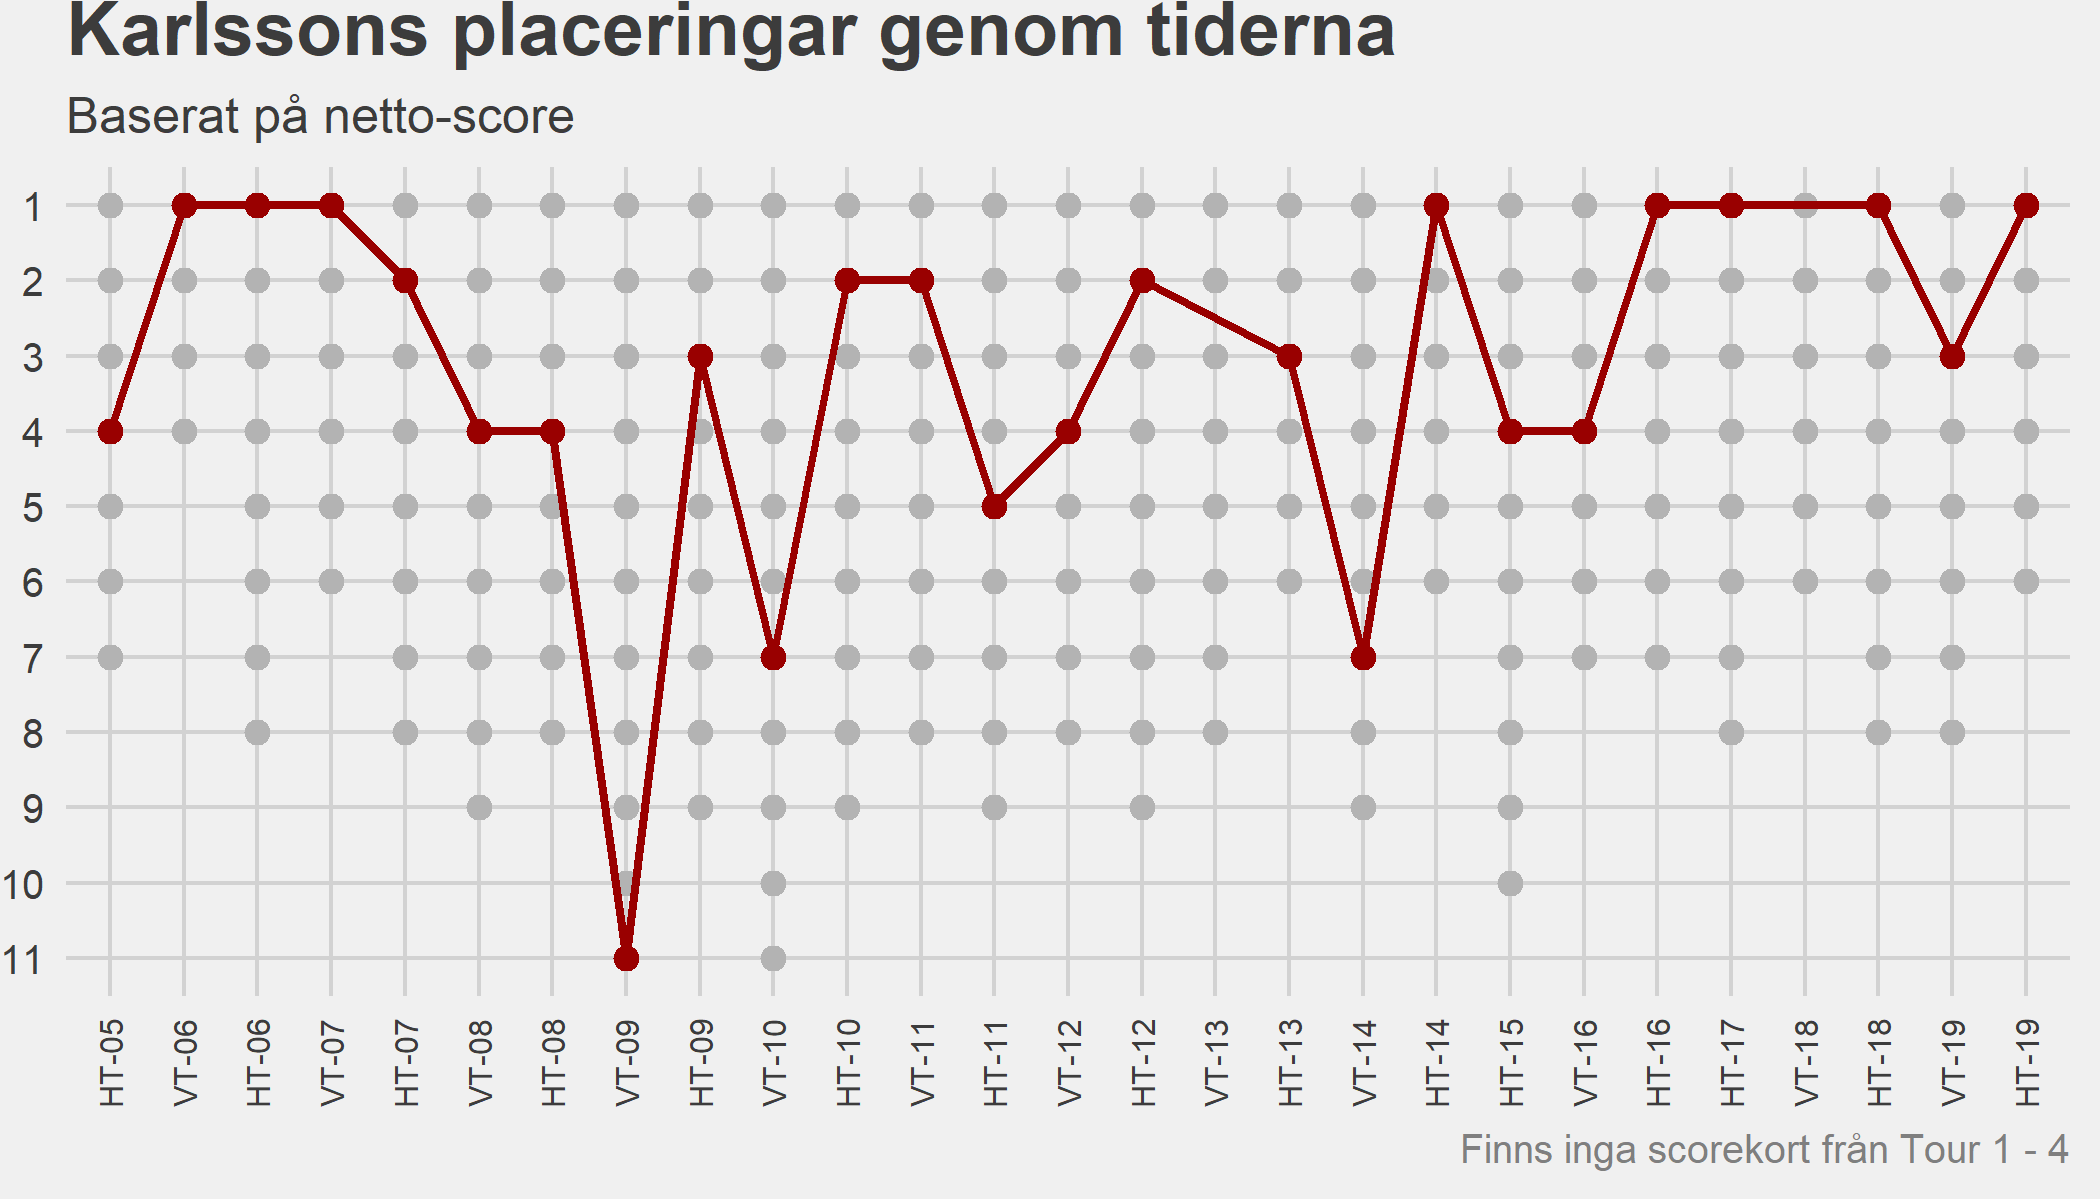 Karlssons placeringar genom tiderna
Baserat på netto-score
1
2
3
4
5
6
7
8
9
10
11
HT-05
VT-06
HT-06
VT-07
HT-07
VT-08
HT-08
VT-09
HT-09
VT-10
HT-10
VT-11
HT-11
VT-12
HT-12
VT-13
HT-13
VT-14
HT-14
HT-15
VT-16
HT-16
HT-17
VT-18
HT-18
VT-19
HT-19
Finns inga scorekort från Tour 1 - 4